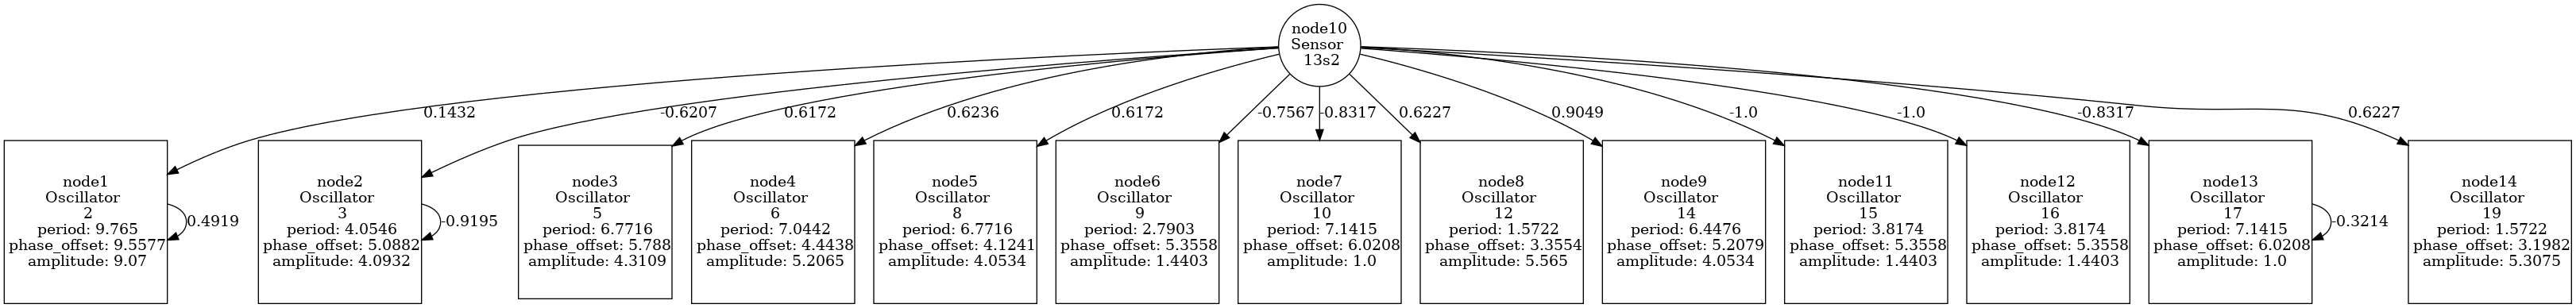 node10
Sensor
13s2
0.1432
-0.6207
0.6172
0.6236
0.6172
-0.7567
-0.8317
0.6227
0.9049
-1.0
-1.0
-0.8317
0.6227
node1
Oscillator
2
period: 9.765
phase_offset: 9.5577
amplitude: 9.07
0.4919
node2
Oscillator
3
period: 4.0546
phase_offset: 5.0882
amplitude: 4.0932
-0.9195
node3
Oscillator
5
period: 6.7716
phase_offset: 5.788
amplitude: 4.3109
node4
Oscillator
6
period: 7.0442
phase_offset: 4.4438
amplitude: 5.2065
node5
Oscillator
8
period: 6.7716
phase_offset: 4.1241
amplitude: 4.0534
node6
Oscillator
9
period: 2.7903
phase_offset: 5.3558
amplitude: 1.4403
node7
Oscillator
10
period: 7.1415
phase_offset: 6.0208
amplitude: 1.0
node8
Oscillator
12
period: 1.5722
phase_offset: 3.3554
amplitude: 5.565
node9
Oscillator
14
period: 6.4476
phase_offset: 5.2079
amplitude: 4.0534
node11
Oscillator
15
period: 3.8174
phase_offset: 5.3558
amplitude: 1.4403
node12
Oscillator
16
period: 3.8174
phase_offset: 5.3558
amplitude: 1.4403
node13
Oscillator
17
period: 7.1415
phase_offset: 6.0208
amplitude: 1.0
-0.3214
node14
Oscillator
19
period: 1.5722
phase_offset: 3.1982
amplitude: 5.3075